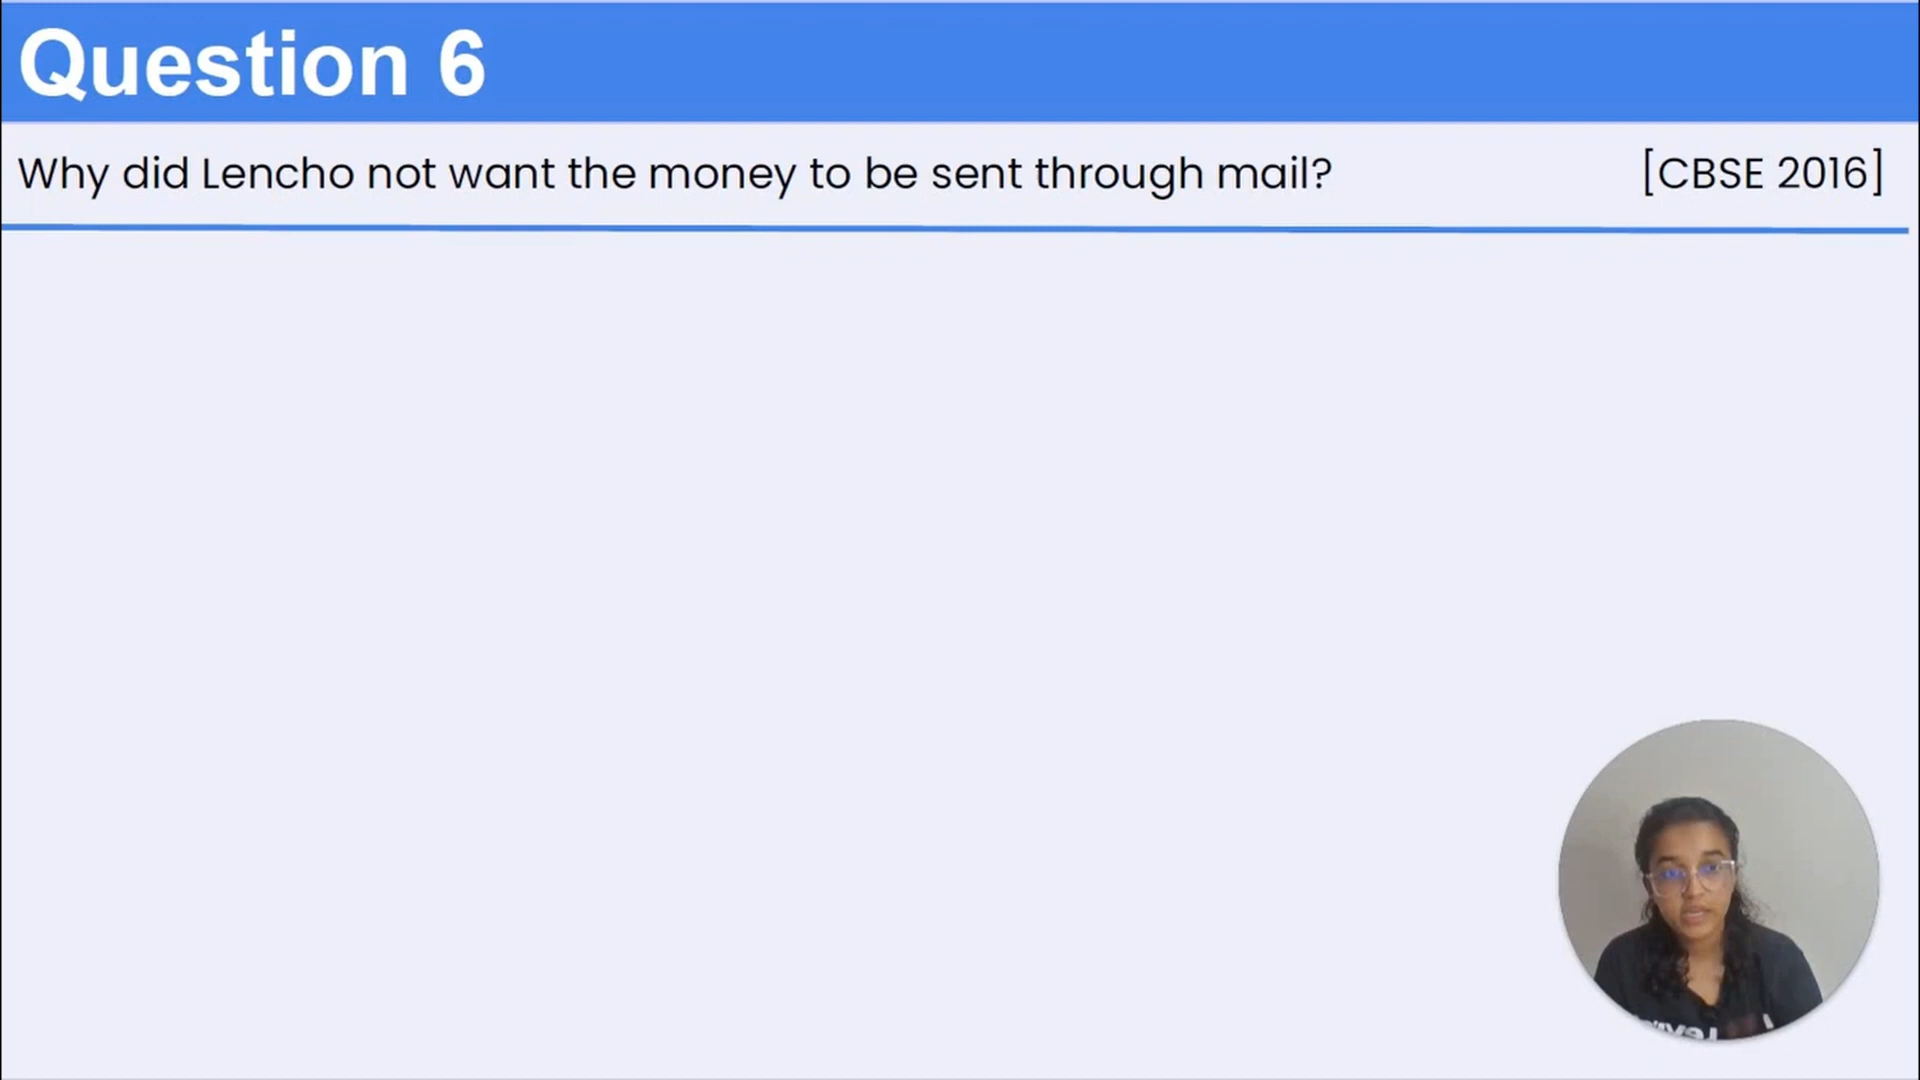 Question 6
Why did Lencho not want the money to be sent through mail? [CBSE 2016]